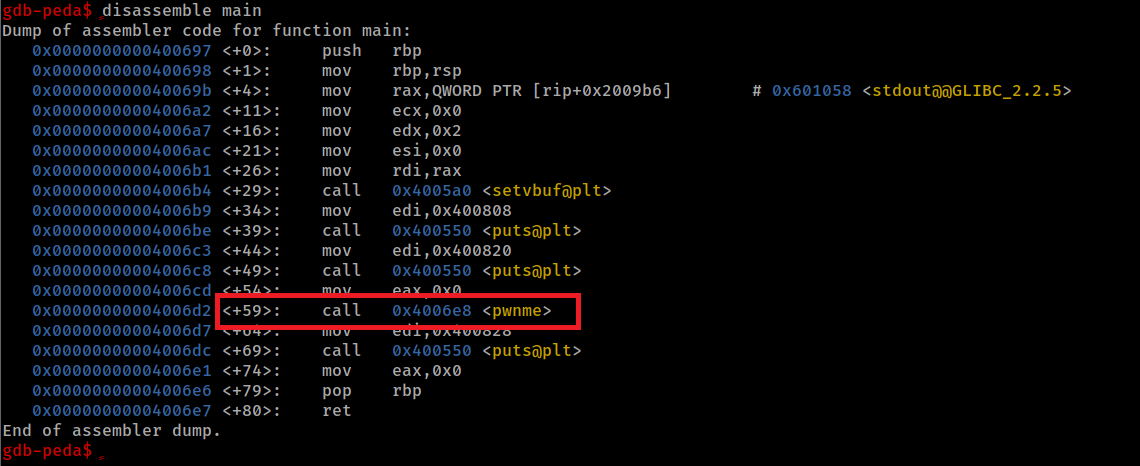 gdb-peda$ disassemble main
Dump of assembler code for function main:
0x0000000000400697 <+0>: push rbp
0x0000000000400698 <+1>: mov rbp,rsp
0x000000000040069b <+4>: mov rax,QWORD PTR [rip+0x2009b6] # 0x601058 <stdout@@GLIBC_2.2.5>
0x00000000004006a2 <+11>: mov ecx,0x0
0x00000000004006a7 <+16>: mov edx,0x2
0x00000000004006ac <+21>: mov esi,0x0
0x00000000004006b1 <+26>: mov rdi,rax
0x00000000004006b4 <+29>: call 0x4005a0 <setvbuf@plt>
0x00000000004006b9 <+34>: mov edi,0x400808
0x00000000004006be <+39>: call 0x400550 <puts@plt>
0x00000000004006c3 <+44>: mov edi,0x400820
0x00000000004006c8 <+49>: call 0x400550 <puts@plt>
0x00000000004006cd <+54>: mov eax,0x0
0x00000000004006d2 <+59>: call 0x4006e8 <pwnme>
0x00000000004006d7 <+64>: mov edi,0x400828
0x00000000004006dc <+69>: call 0x400550 <puts@plt>
0x00000000004006e1 <+74>: mov eax,0x0
0x00000000004006e6 <+79>: pop rbp
0x00000000004006e7 <+80>: ret
End of assembler dump.
gdb-peda$